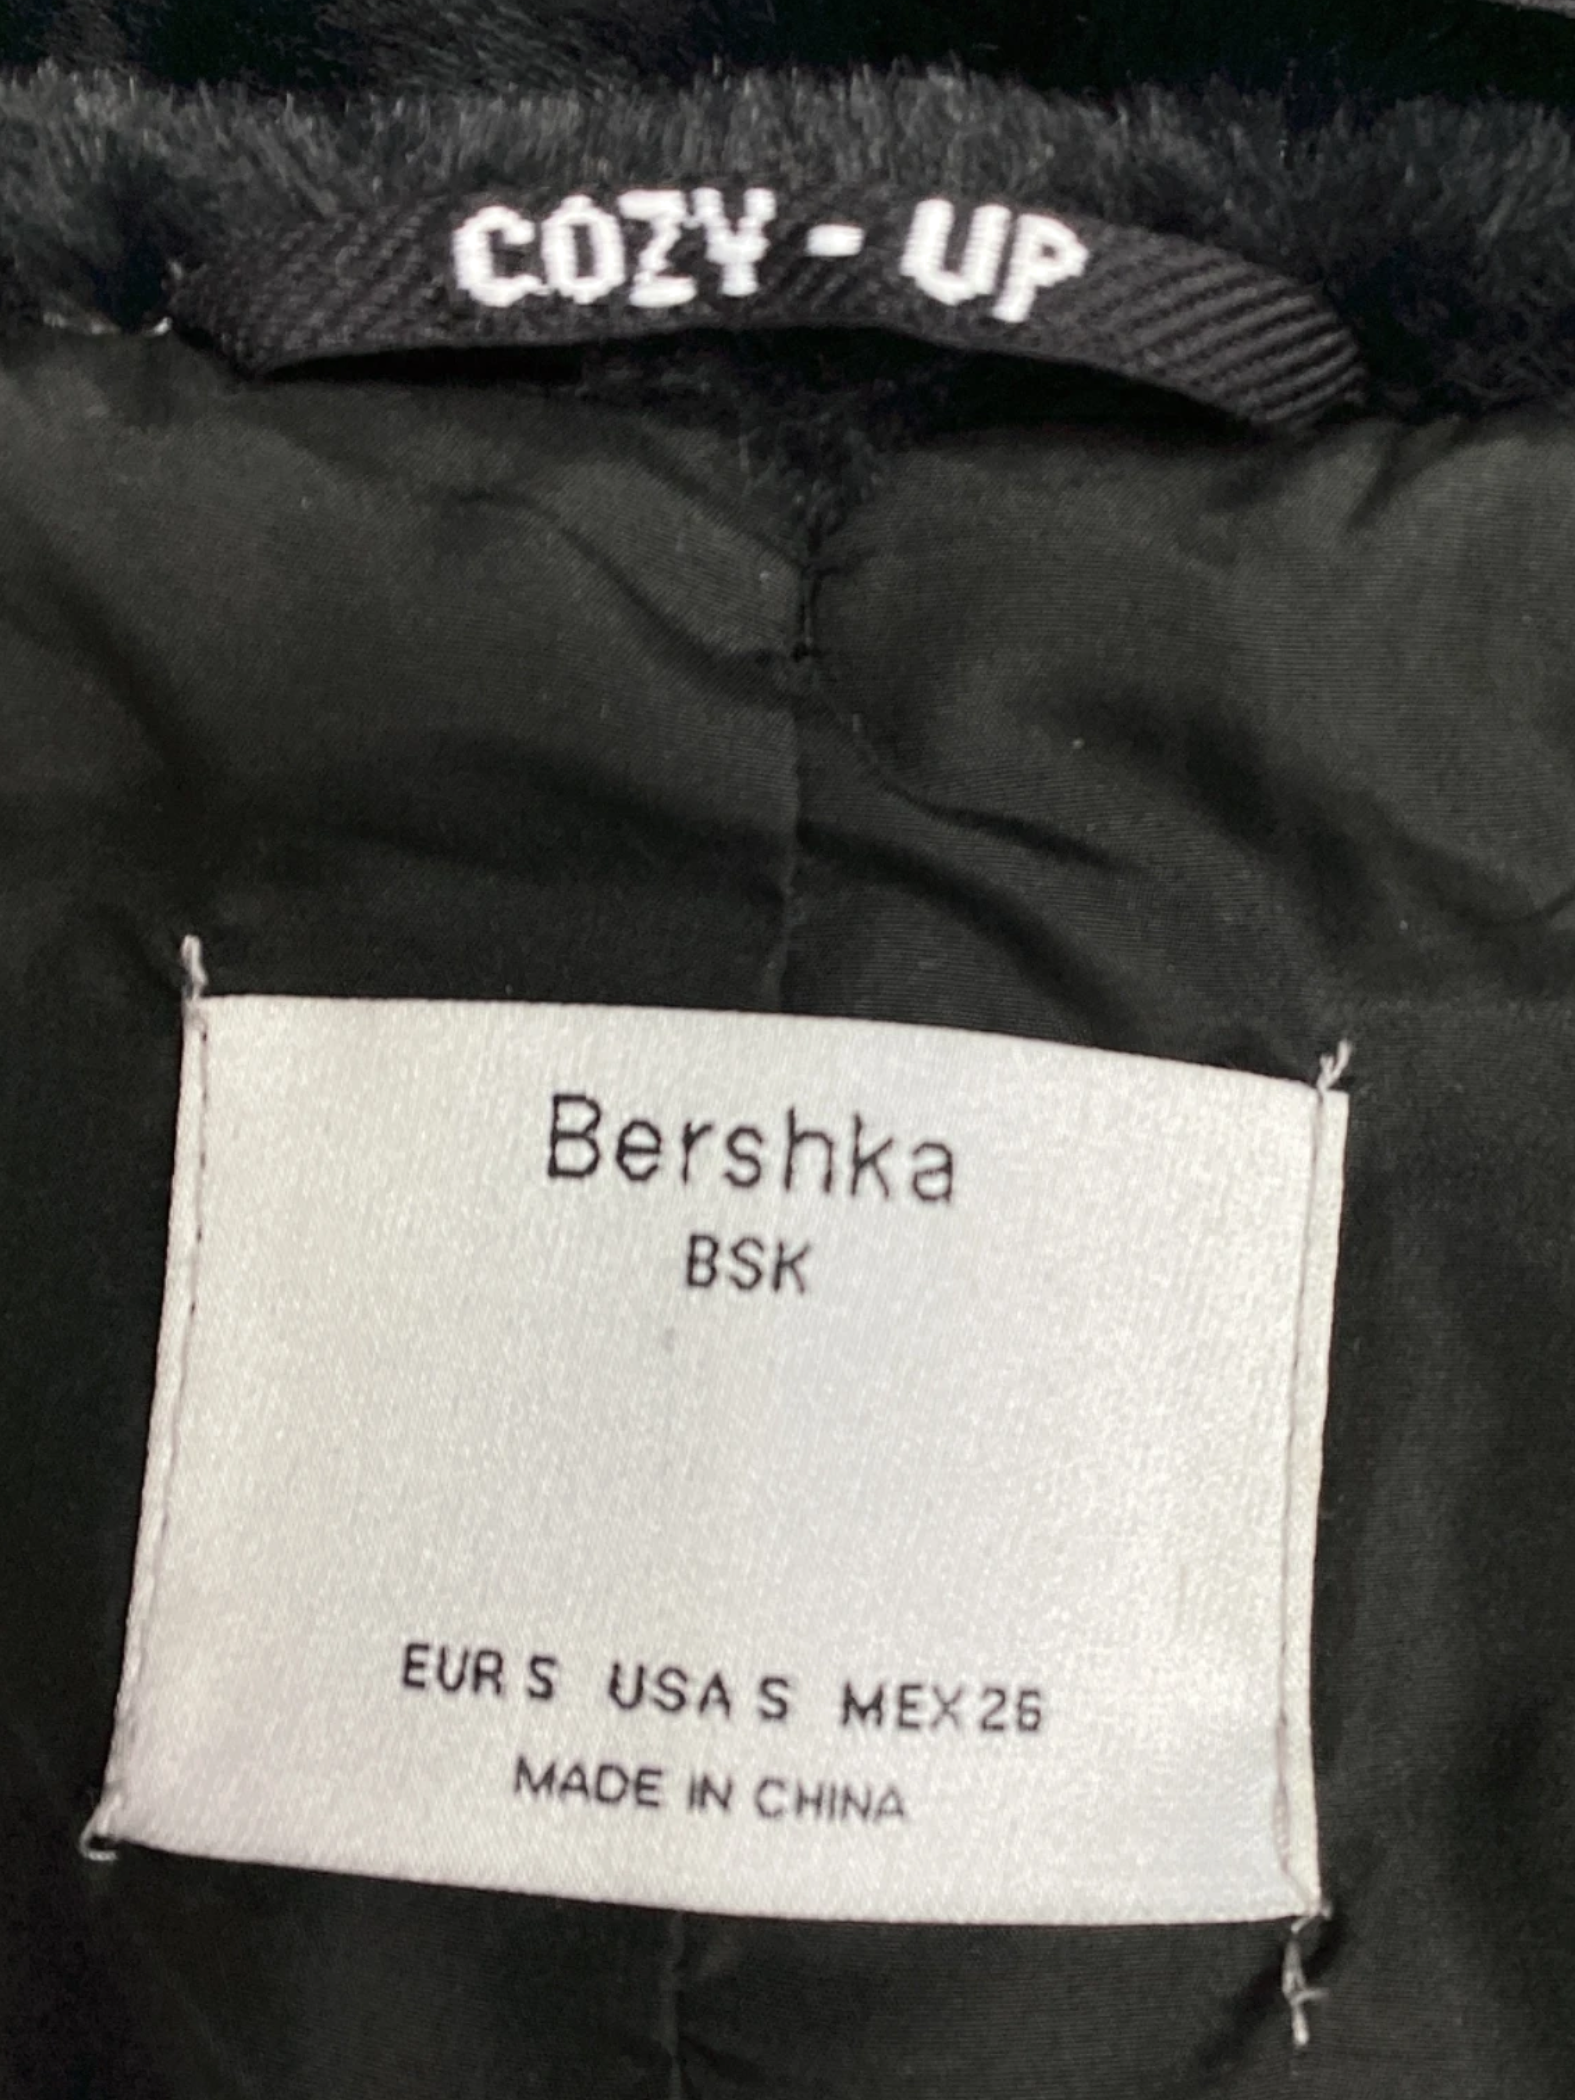 COZY-UP
Bershka
BSK
EUR S USA S MEX 26
MADE IN CHINA